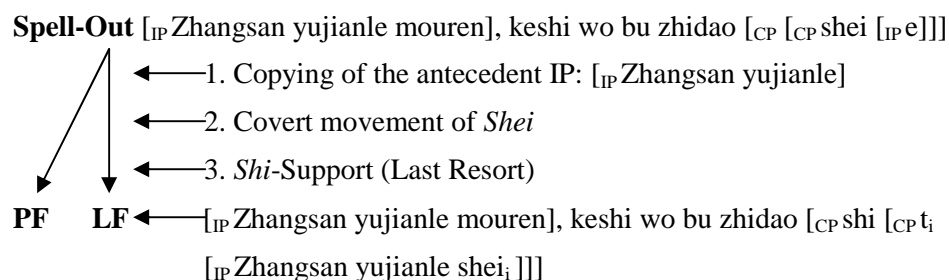 Spell-Out [IP Zhangsan yujianle mouren], keshi wo bu zhidao [CP [CP shei [IP e]]]
1. Copying of the antecedent IP: [IP Zhangsan yujianle]
2. Covert movement of Shei
3. Shi-Support (Last Resort)
PF LF [IP Zhangsan yujianle mouren], keshi wo bu zhidao [CP shi [CP ti
[IP Zhangsan yujianle sheii ]]]